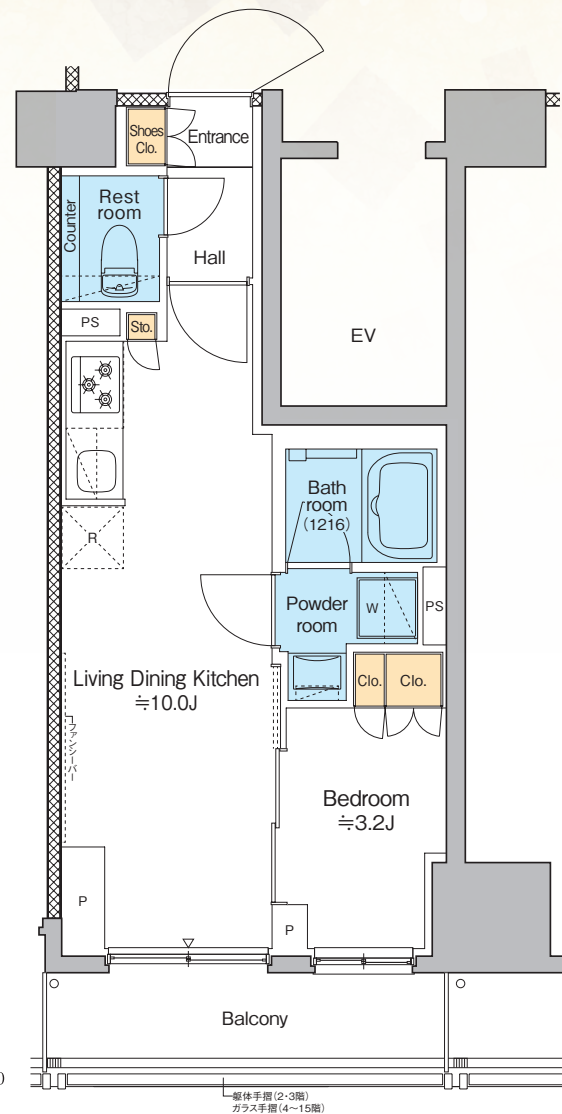 Shoes
Clo.
Entrance
Counter
Rest
room
Hall
PS
Sto.
EV
R
Bath
room
(1216)
Powder
room
W
PS
Living Dining Kitchen
≒10.0J
Clo.
Clo.
ファンシーバー
Bedroom
≒3.2J
P
P
Balcony
躯体手摺(2・3階)
ガラス手摺(4〜15階)